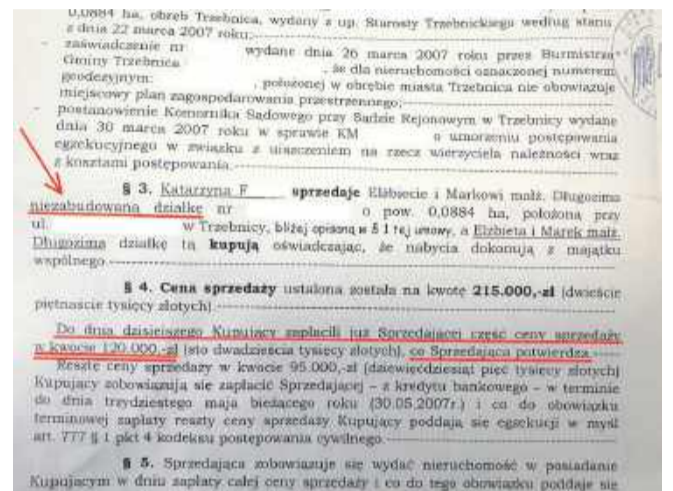 0,0884 ha, obręb Trzebnica, wydany z up. Starosty Trzebnickiego według stanu
z dnia 22 marca 2007 roku;
- zaświadczenie nr wydane dnia 26 marca 2007 roku przez Burmistrza
Gminy Trzebnica , że dla nieruchomości oznaczonej numerem
geodezyjnym: , położonej w obrębie miasta Trzebnica nie obowiązuje
miejscowy plan zagospodarowania przestrzennego;
- postanowienie Komornika Sądowego przy Sądzie Rejonowym w Trzebnicy wydane
dnia 30 marca 2007 roku w sprawie KM o umorzeniu postępowania
egzekucyjnego w związku z uiszczeniem na rzecz wierzyciela należności wraz
z kosztami postępowania.
§ 3. Katarzyna F sprzedaje Elżbiecie i Markowi małż. Długozima
niezabudowaną działkę nr o pow. 0,0884 ha, położoną przy
ul. w Trzebnicy, bliżej opisaną w § 1 tej umowy, a Elżbieta i Marek małż.
Długozima działkę tą kupują oświadczając, że nabycia dokonują z majątku
wspólnego.
§ 4. Cena sprzedaży ustalona została na kwotę 215.000,-zł (dwieście
piętnaście tysięcy złotych).
Do dnia dzisiejszego Kupujący zapłacili już Sprzedającej część ceny sprzedaży
w kwocie 120.000,-zł (sto dwadzieścia tysięcy złotych), co Sprzedająca potwierdza.
Resztę ceny sprzedaży w kwocie 95.000,-zł (dziewięćdziesiąt pięć tysięcy złotych)
Kupujący zobowiązują się zapłacić Sprzedającej – z kredytu bankowego – w terminie
do dnia trzydziestego maja bieżącego roku (30.05.2007r.) i co do obowiązku
terminowej zapłaty reszty ceny sprzedaży Kupujący poddają się egzekucji w myśl
art. 777 § 1 pkt 4 kodeksu postępowania cywilnego.
§ 5. Sprzedająca zobowiązuje się wydać nieruchomość w posiadanie
Kupującym w dniu zapłaty całej ceny sprzedaży i co do tego obowiązku poddaje się